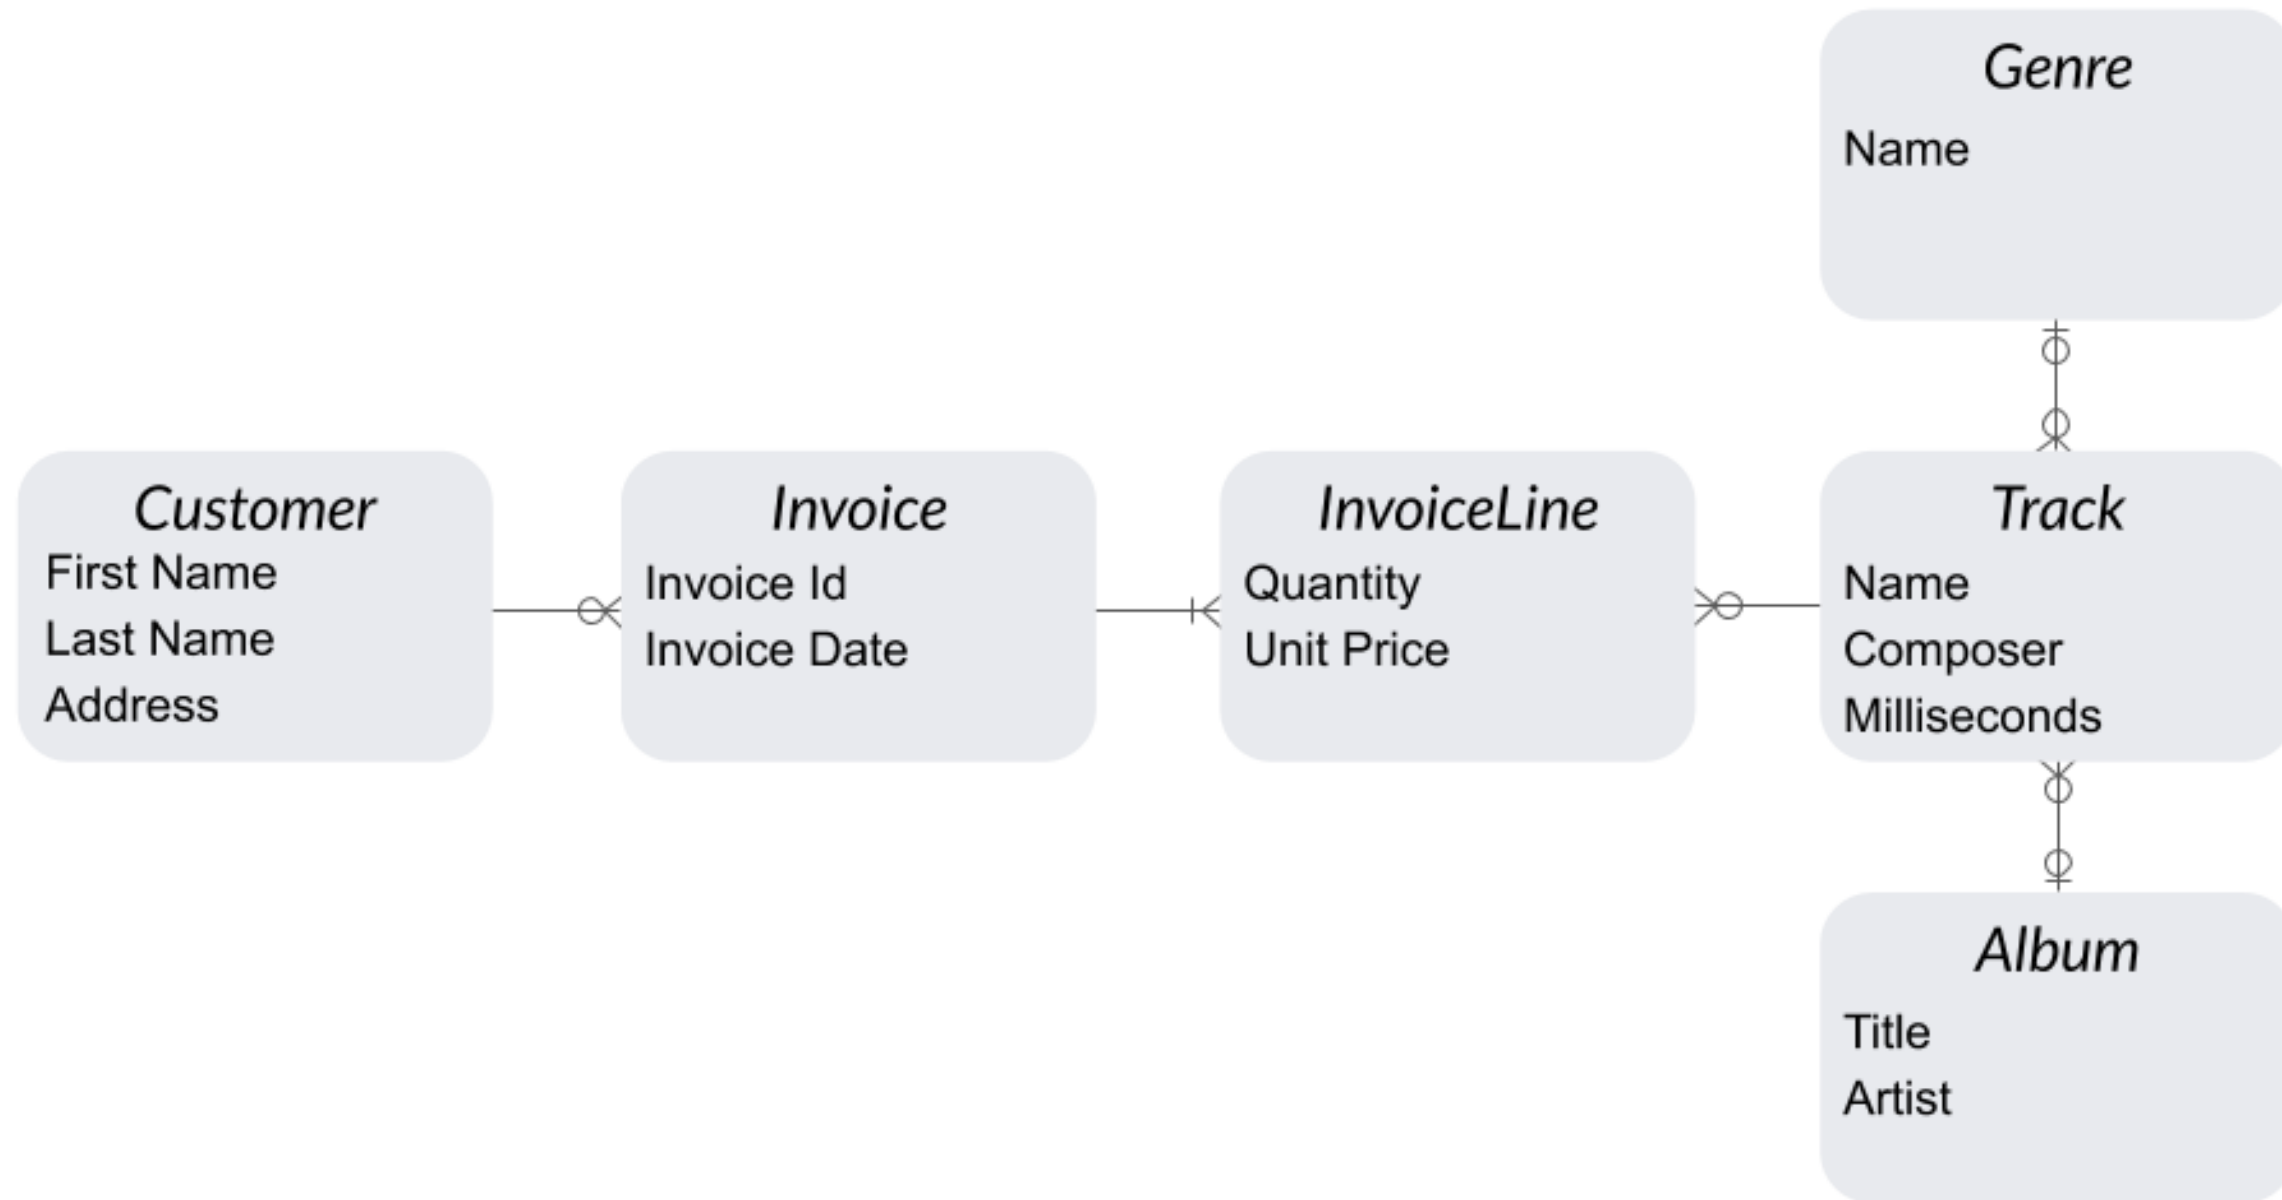 Genre
Name
Customer
First Name
Last Name
Address
Invoice
Invoice Id
Invoice Date
InvoiceLine
Quantity
Unit Price
Track
Name
Composer
Milliseconds
Album
Title
Artist